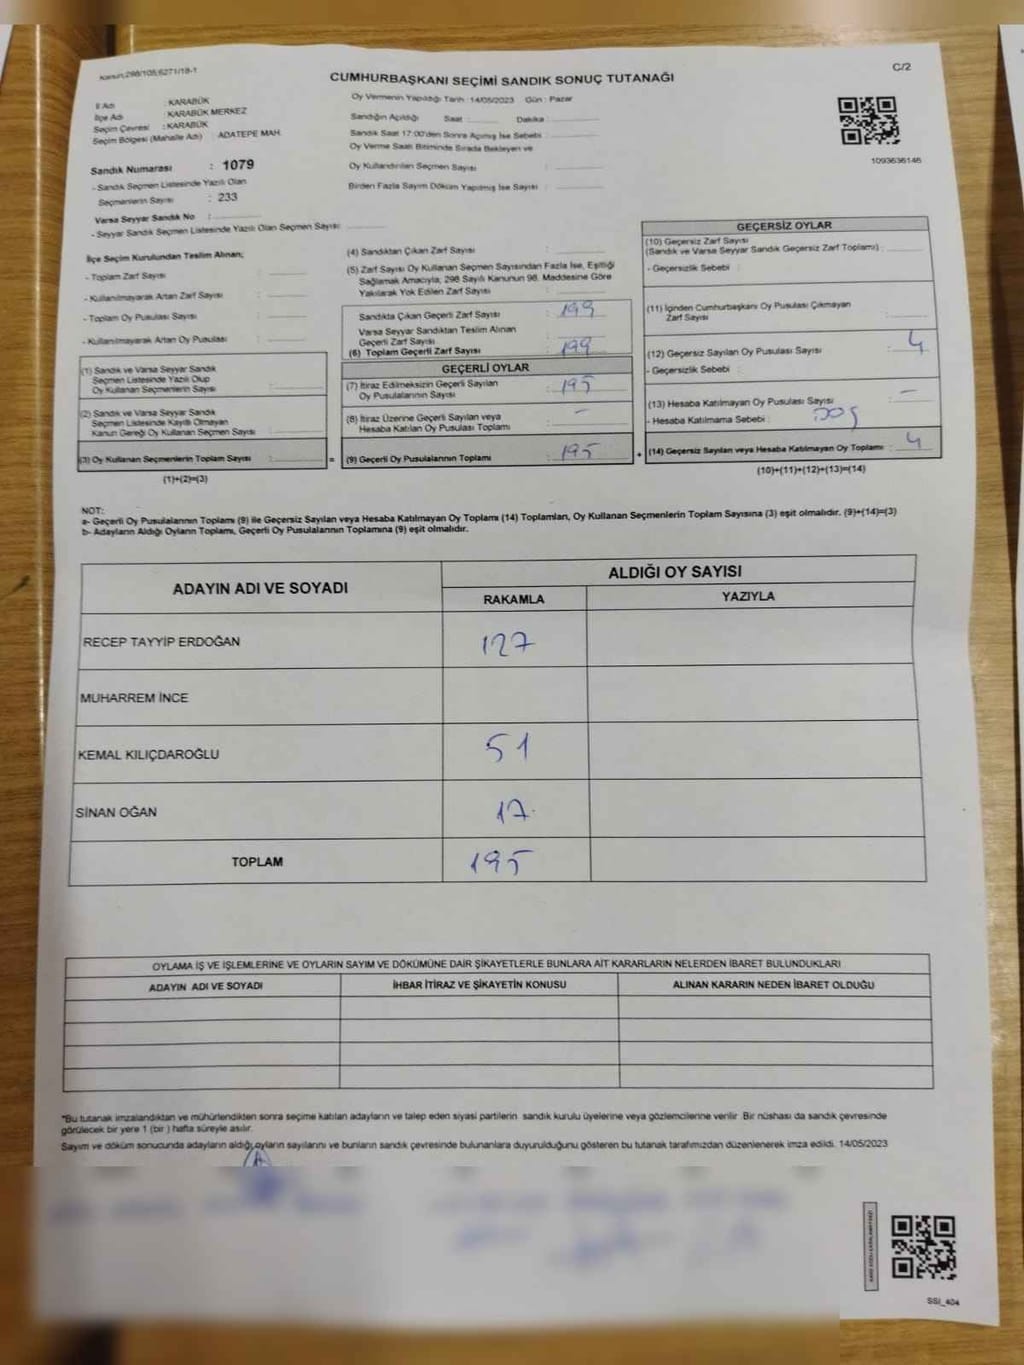 Kanun;298/105;6271/18-1
CUMHURBAŞKANI SEÇİMİ SANDIK SONUÇ TUTANAĞI
C/2
İl Adı : KARABÜK
İlçe Adı : KARABÜK MERKEZ
Seçim Çevresi : KARABÜK
Seçim Bölgesi (Mahalle Adı) : ADATEPE MAH.
Sandık Numarası : 1079
- Sandık Seçmen Listesinde Yazılı Olan
Seçmenlerin Sayısı : 233
Varsa Seyyar Sandık No :
- Seyyar Sandık Seçmen Listesinde Yazılı Olan Seçmen Sayısı :
Oy Vermenin Yapıldığı Tarih : 14/05/2023 Gün : Pazar
Sandığın Açıldığı Saat : Dakika :
Sandık Saat 17:00'den Sonra Açılmış İse Sebebi :
Oy Verme Saati Bitiminde Sırada Bekleyen ve
Oy Kullandırılan Seçmen Sayısı :
Birden Fazla Sayım Döküm Yapılmış İse Sayısı :
1093636146
İlçe Seçim Kurulundan Teslim Alınan;
- Toplam Zarf Sayısı :
- Kullanılmayarak Artan Zarf Sayısı :
- Toplam Oy Pusulası Sayısı :
- Kullanılmayarak Artan Oy Pusulası :
(1) Sandık ve Varsa Seyyar Sandık
Seçmen Listesinde Yazılı Olup
Oy Kullanan Seçmenlerin Sayısı :
(2) Sandık ve Varsa Seyyar Sandık
Seçmen Listesinde Kayıtlı Olmayan
Kanun Gereği Oy Kullanan Seçmen Sayısı :
(3) Oy Kullanan Seçmenlerin Toplam Sayısı :
(1)+(2)=(3)
(4) Sandıktan Çıkan Zarf Sayısı :
(5) Zarf Sayısı Oy Kullanan Seçmen Sayısından Fazla İse, Eşitliği
Sağlamak Amacıyla, 298 Sayılı Kanunun 98. Maddesine Göre
Yakılarak Yok Edilen Zarf Sayısı :
Sandıkta Çıkan Geçerli Zarf Sayısı : 199
Varsa Seyyar Sandıktan Teslim Alınan
Geçerli Zarf Sayısı :
(6) Toplam Geçerli Zarf Sayısı : 199
GEÇERLİ OYLAR
(7) İtiraz Edilmeksizin Geçerli Sayılan
Oy Pusulalarının Sayısı : 195
(8) İtiraz Üzerine Geçerli Sayılan veya
Hesaba Katılan Oy Pusulası Toplamı : -
= (9) Geçerli Oy Pusulalarının Toplamı : 195 +
GEÇERSİZ OYLAR
(10) Geçersiz Zarf Sayısı
(Sandık ve Varsa Seyyar Sandık Geçersiz Zarf Toplamı) :
- Geçersizlik Sebebi :
(11) İçinden Cumhurbaşkanı Oy Pusulası Çıkmayan
Zarf Sayısı :
(12) Geçersiz Sayılan Oy Pusulası Sayısı : 4
- Geçersizlik Sebebi :
(13) Hesaba Katılmayan Oy Pusulası Sayısı : -
- Hesaba Katılmama Sebebi :
(14) Geçersiz Sayılan veya Hesaba Katılmayan Oy Toplamı : 4
(10)+(11)+(12)+(13)=(14)
NOT:
a- Geçerli Oy Pusulalarının Toplamı (9) ile Geçersiz Sayılan veya Hesaba Katılmayan Oy Toplamı (14) Toplamları, Oy Kullanan Seçmenlerin Toplam Sayısına (3) eşit olmalıdır. (9)+(14)=(3)
b- Adayların Aldığı Oyların Toplamı, Geçerli Oy Pusulalarının Toplamına (9) eşit olmalıdır.
ADAYIN ADI VE SOYADI
ALDIĞI OY SAYISI
RAKAMLA YAZIYLA
RECEP TAYYİP ERDOĞAN 127
MUHARREM İNCE
KEMAL KILIÇDAROĞLU 51
SİNAN OĞAN 17
TOPLAM 195
OYLAMA İŞ VE İŞLEMLERİNE VE OYLARIN SAYIM VE DÖKÜMÜNE DAİR ŞİKAYETLERLE BUNLARA AİT KARARLARIN NELERDEN İBARET BULUNDUKLARI
ADAYIN ADI VE SOYADI İHBAR İTİRAZ VE ŞİKAYETİN KONUSU ALINAN KARARIN NEDEN İBARET OLDUĞU
*Bu tutanak imzalandıktan ve mühürlendikten sonra seçime katılan adayların ve talep eden siyasi partilerin sandık kurulu üyelerine veya gözlemcilerine verilir. Bir nüshası da sandık çevresinde
görülecek bir yere 1 (bir ) hafta süreyle asılır.
Sayım ve döküm sonucunda adayların aldığı oyların sayılarını ve bunların sandık çevresinde bulunanlara duyurulduğunu gösteren bu tutanak tarafımızdan düzenlenerek imza edildi. 14/05/2023
SSI_404